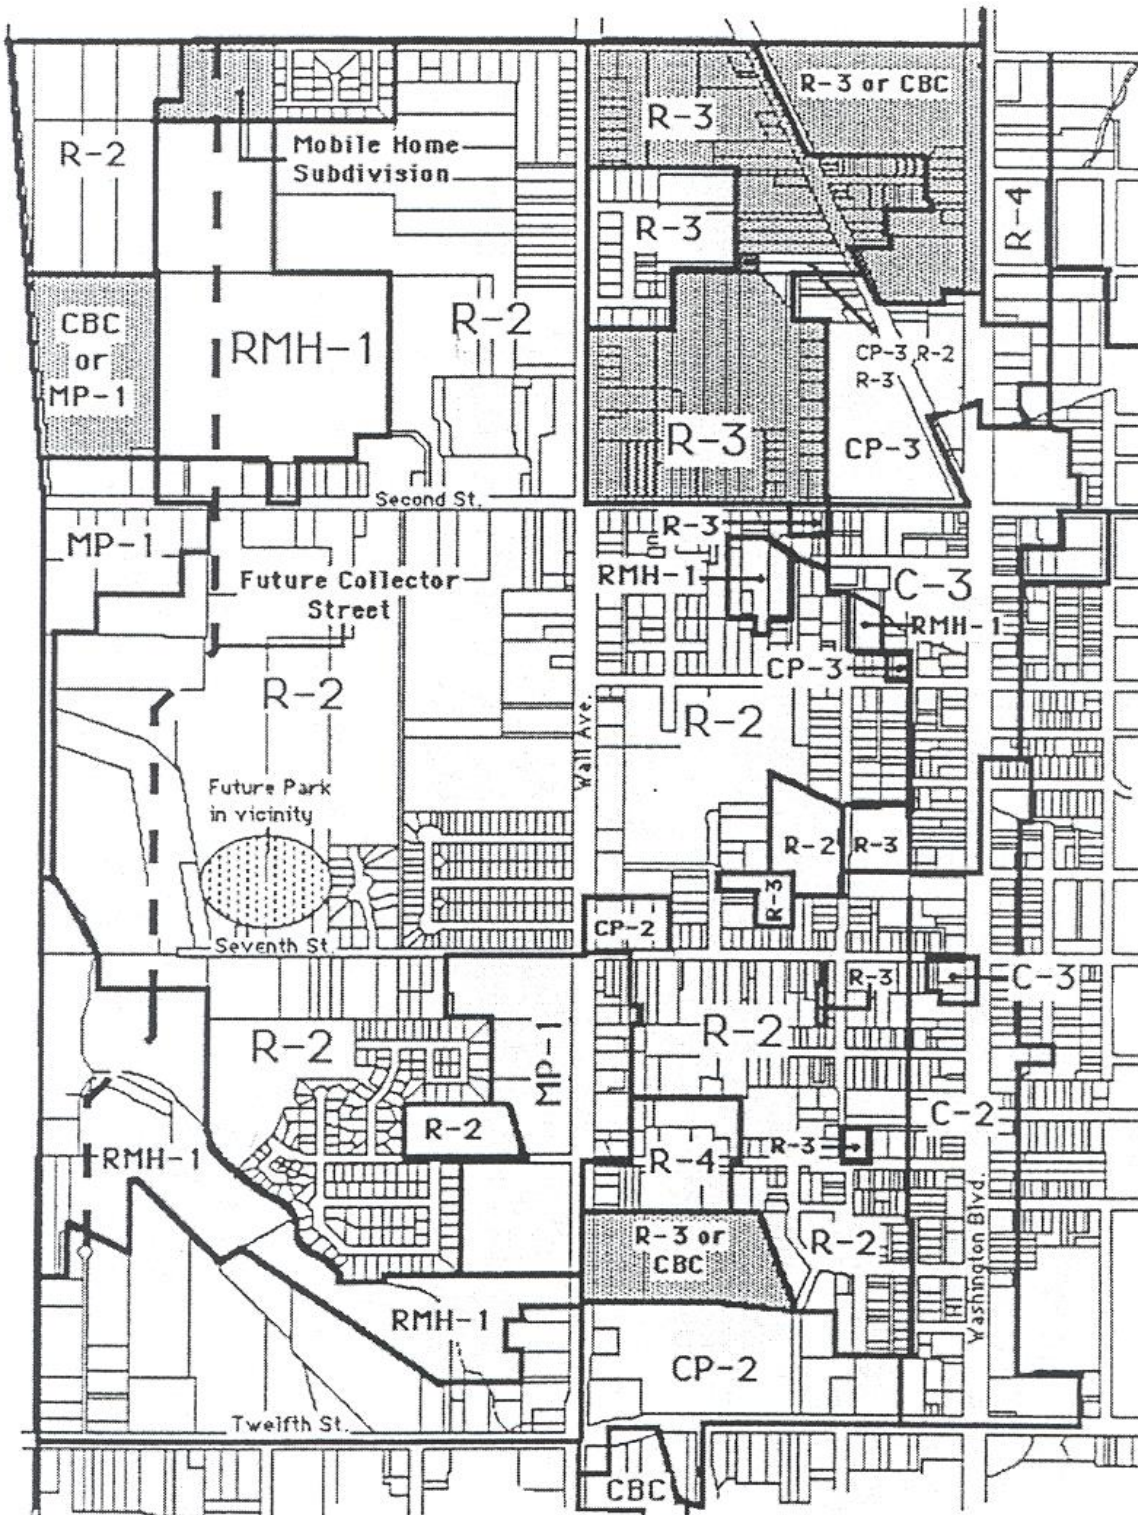 R-3 or CBC
R-3
R-2
Mobile Home
Subdivision
R-4
R-3
CBC
or
MP-1
RMH-1
R-2
CP-3, R-2
R-3
R-3
CP-3
Second St.
R-3
MP-1
RMH-1
C-3
Future Collector
Street
RMH-1
CP-3
R-2
R-2
Wall Ave.
Future Park
in vicinity
R-2
R-3
R-3
CP-2
Seventh St.
R-3
C-3
R-2
R-2
MP-1
C-2
R-2
R-3
R-4
RMH-1
Washington Blvd.
R-3 or
CBC
R-2
RMH-1
CP-2
Twelfth St.
CBC